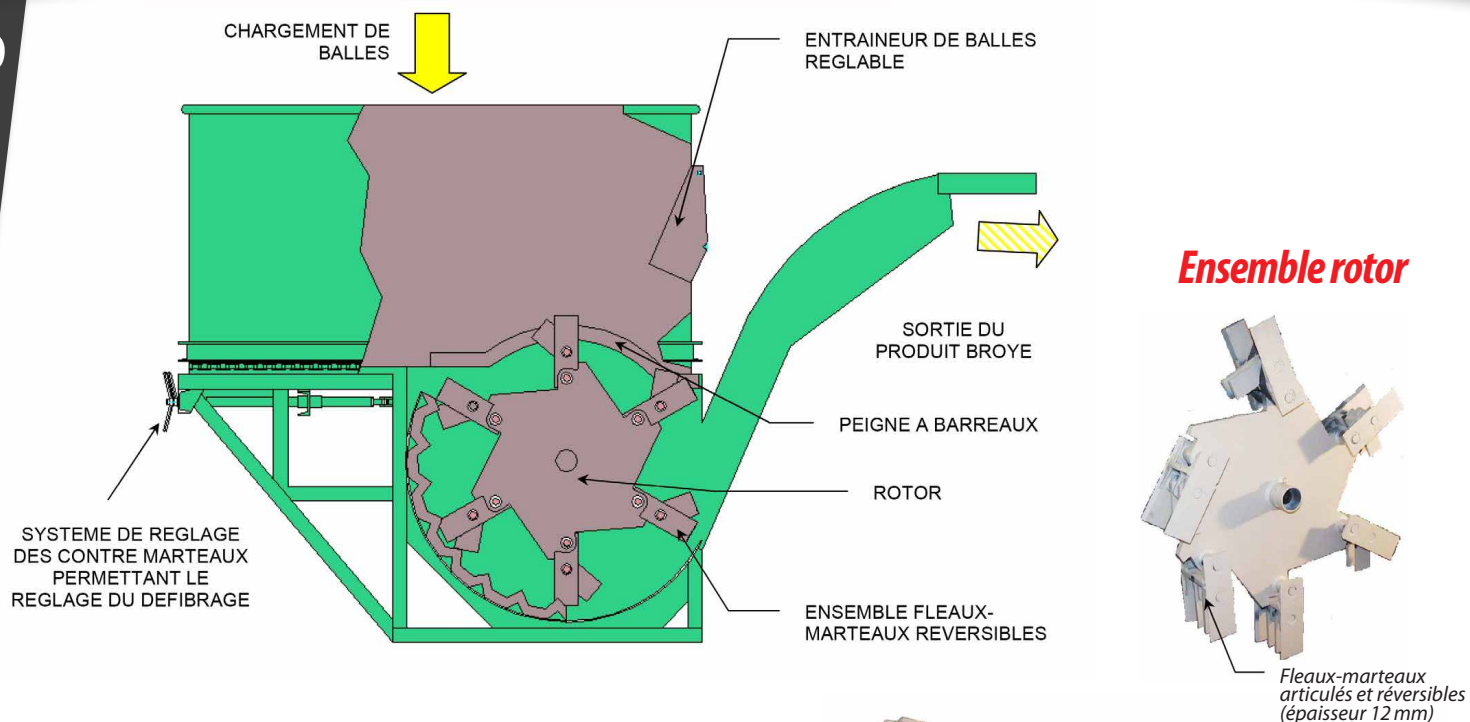 CHARGEMENT DE
BALLES
ENTRAINEUR DE BALLES
REGLABLE
Ensemble rotor
SORTIE DU
PRODUIT BROYE
PEIGNE A BARREAUX
ROTOR
SYSTEME DE REGLAGE
DES CONTRE MARTEAUX
PERMETTANT LE
REGLAGE DU DEFIBRAGE
ENSEMBLE FLEAUX-
MARTEAUX REVERSIBLES
Fleaux-marteaux
articulés et réversibles
(épaisseur 12 mm)